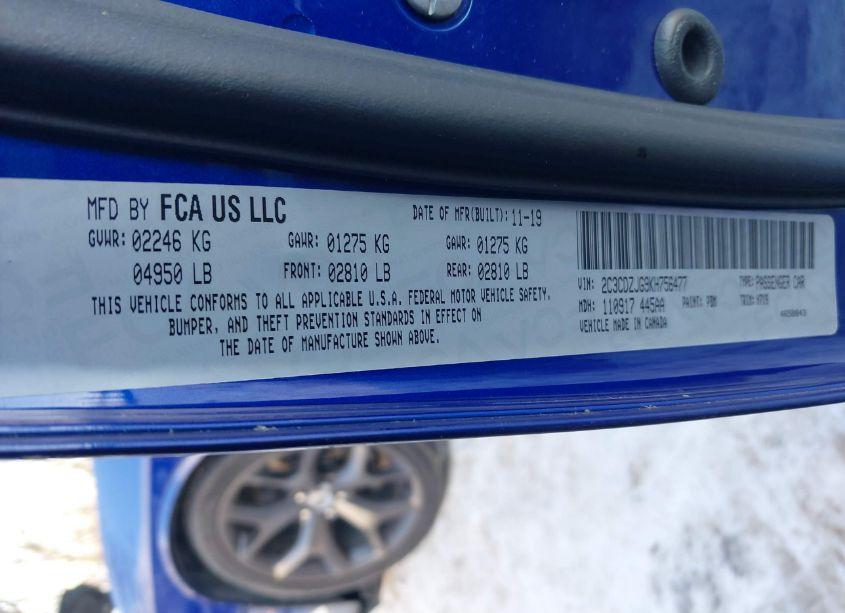 MFD BY FCA US LLC
DATE OF MFR(BUILT): 11-19
GVWR: 02246 KG
GAWR: 01275 KG
GAWR: 01275 KG
04950 LB
FRONT: 02810 LB
REAR: 02810 LB
THIS VEHICLE CONFORMS TO ALL APPLICABLE U.S.A. FEDERAL MOTOR VEHICLE SAFETY,
BUMPER, AND THEFT PREVENTION STANDARDS IN EFFECT ON
THE DATE OF MANUFACTURE SHOWN ABOVE.
VIN: 2C3CDZJG9KH756477
TYPE: PASSENGER CAR
MDH: 110917 445AA
PAINT: PBM
TRIM:
VEHICLE MADE IN CANADA